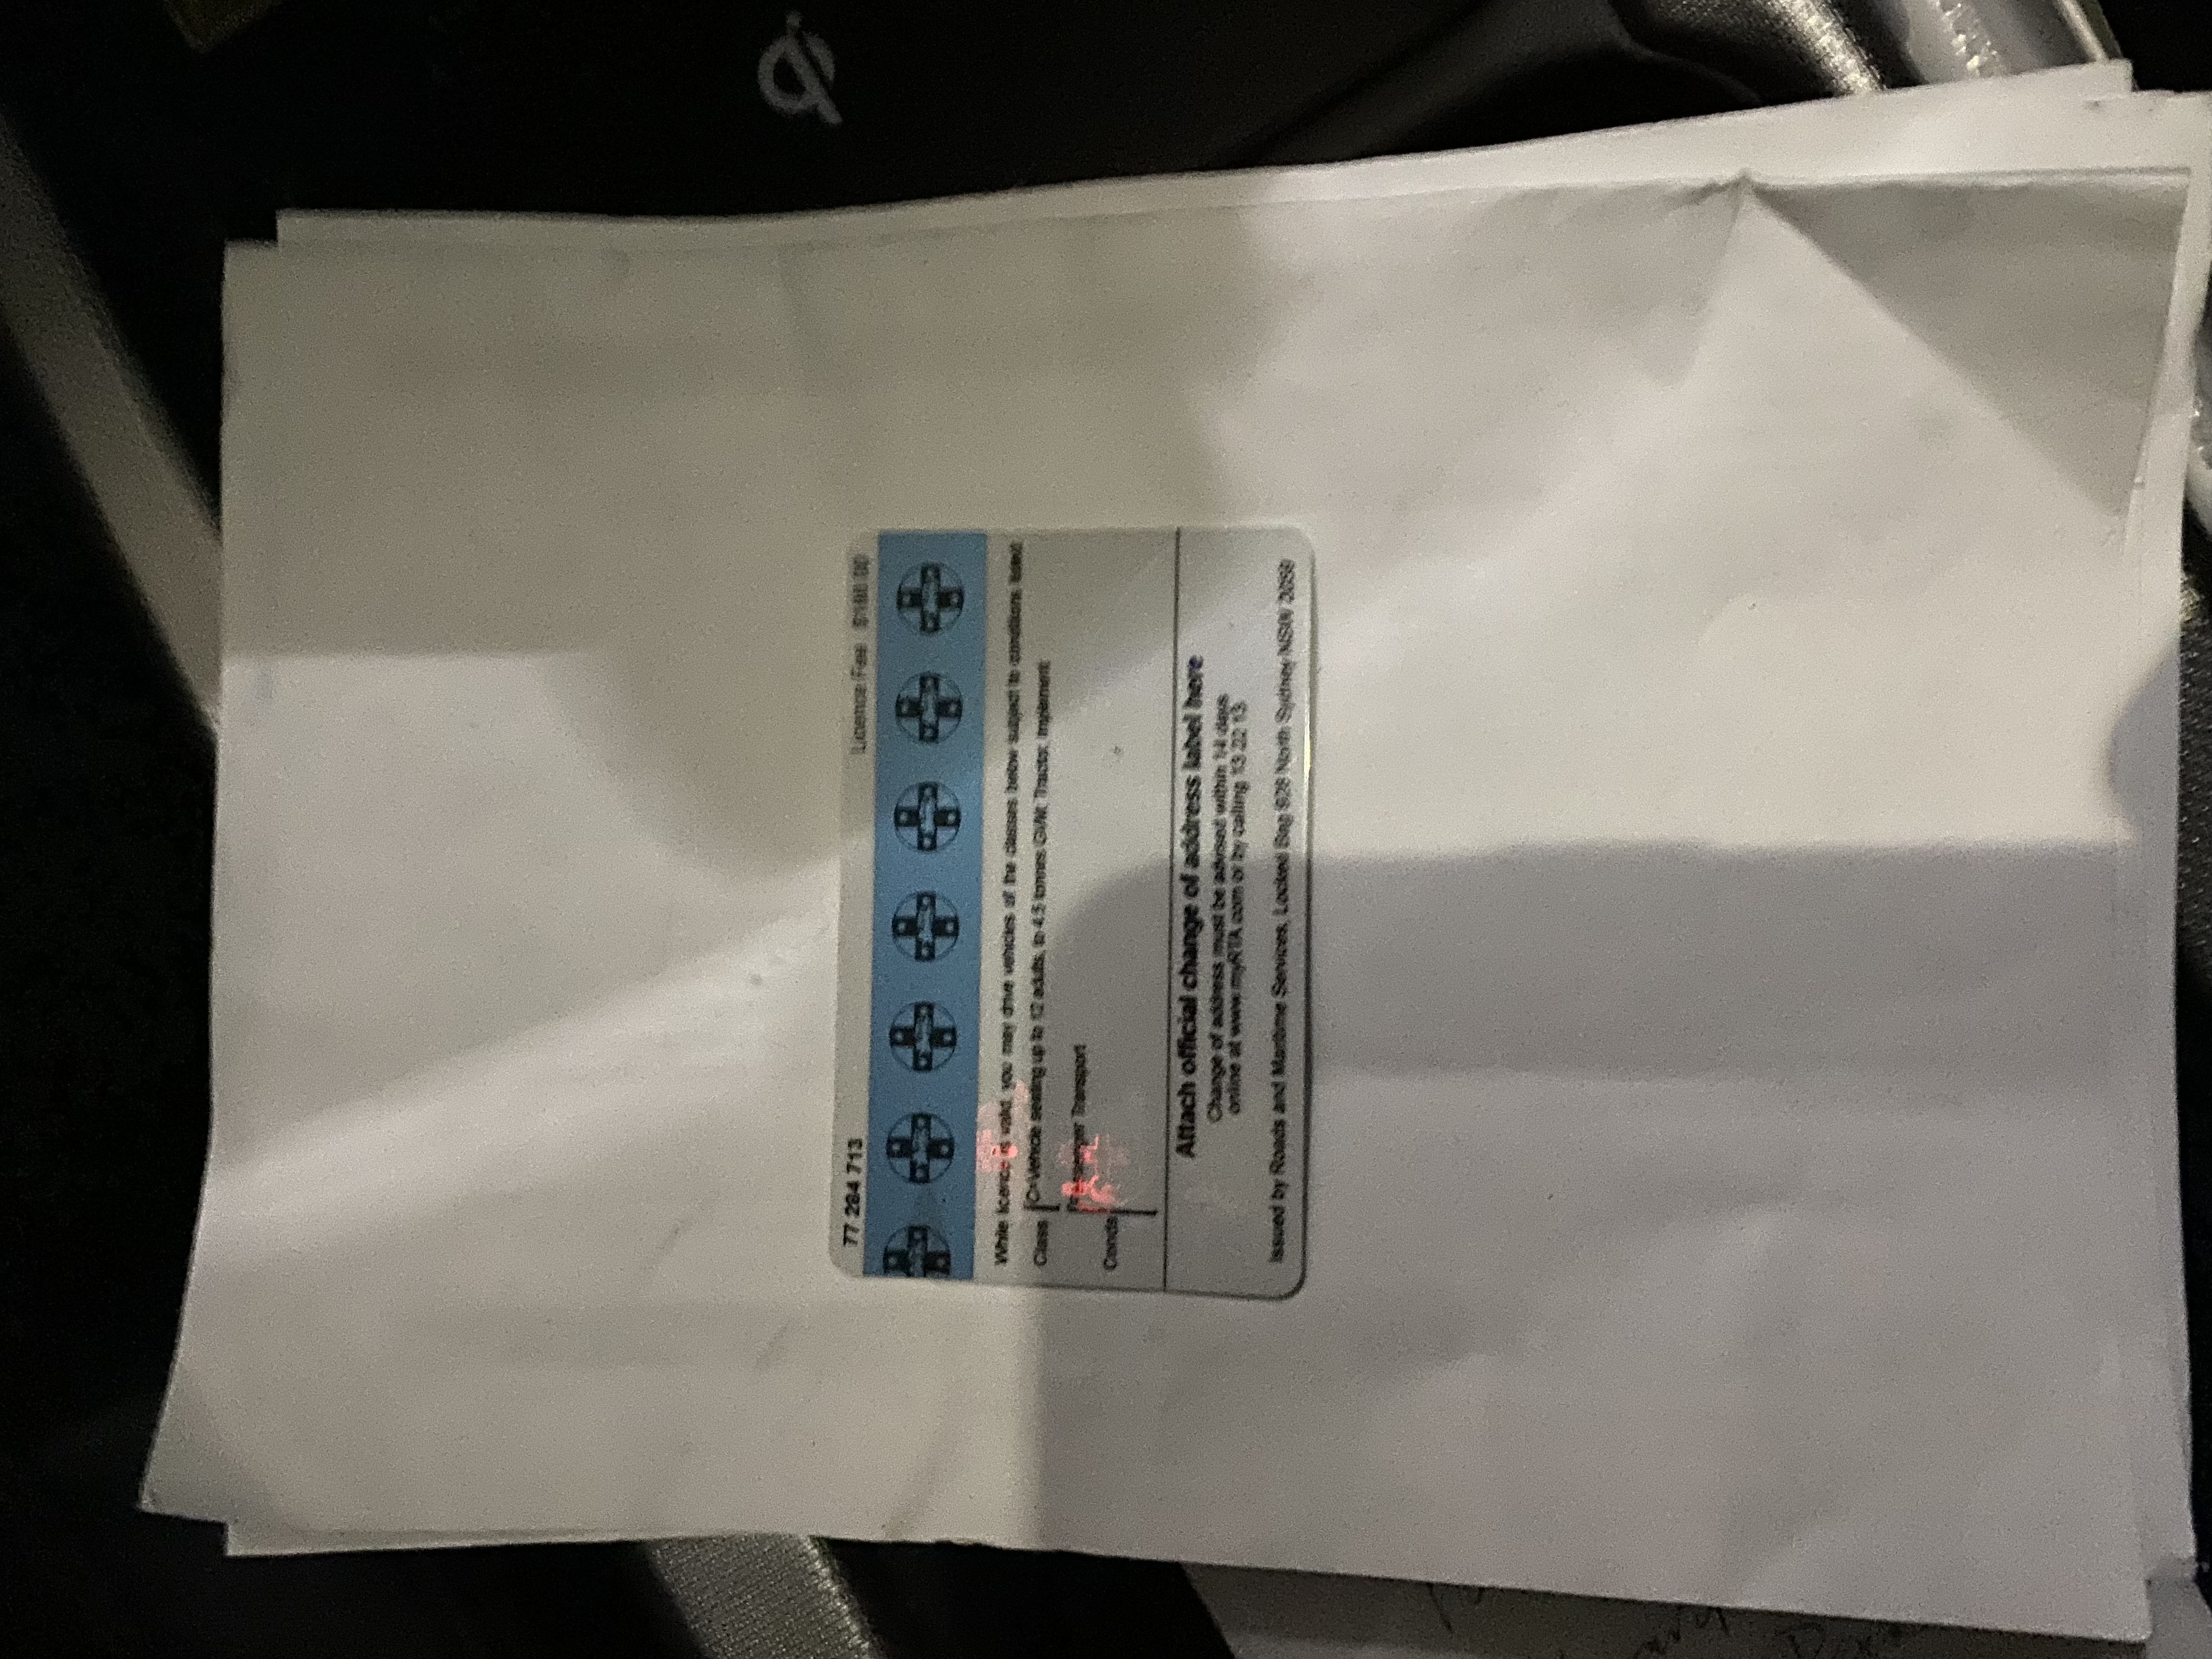 77 284 713
Licence Fee $180.00
While licence is valid, you may drive vehicles of the classes below subject to conditions listed:
Class C=Vehicle seating up to 12 adults, to 4.5 tonnes GVM; Tractor; Implement;
Passenger Transport
Conds
Attach official change of address label here
Change of address must be advised within 14 days
online at www.myRTA.com or by calling 13 22 13
Issued by Roads and Maritime Services, Locked Bag 928 North Sydney NSW 2059